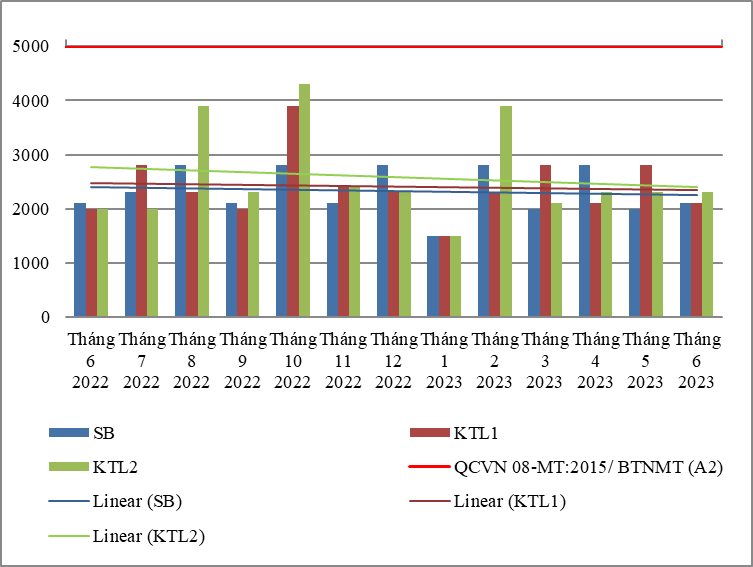 5000
4000
3000
2000
1000
0
Tháng Tháng Tháng Tháng Tháng Tháng Tháng Tháng Tháng Tháng Tháng Tháng Tháng
6 7 8 9 10 11 12 1 2 3 4 5 6
2022 2022 2022 2022 2022 2022 2022 2023 2023 2023 2023 2023 2023
SB KTL1
KTL2 QCVN 08-MT:2015/ BTNMT (A2)
Linear (SB) Linear (KTL1)
Linear (KTL2)